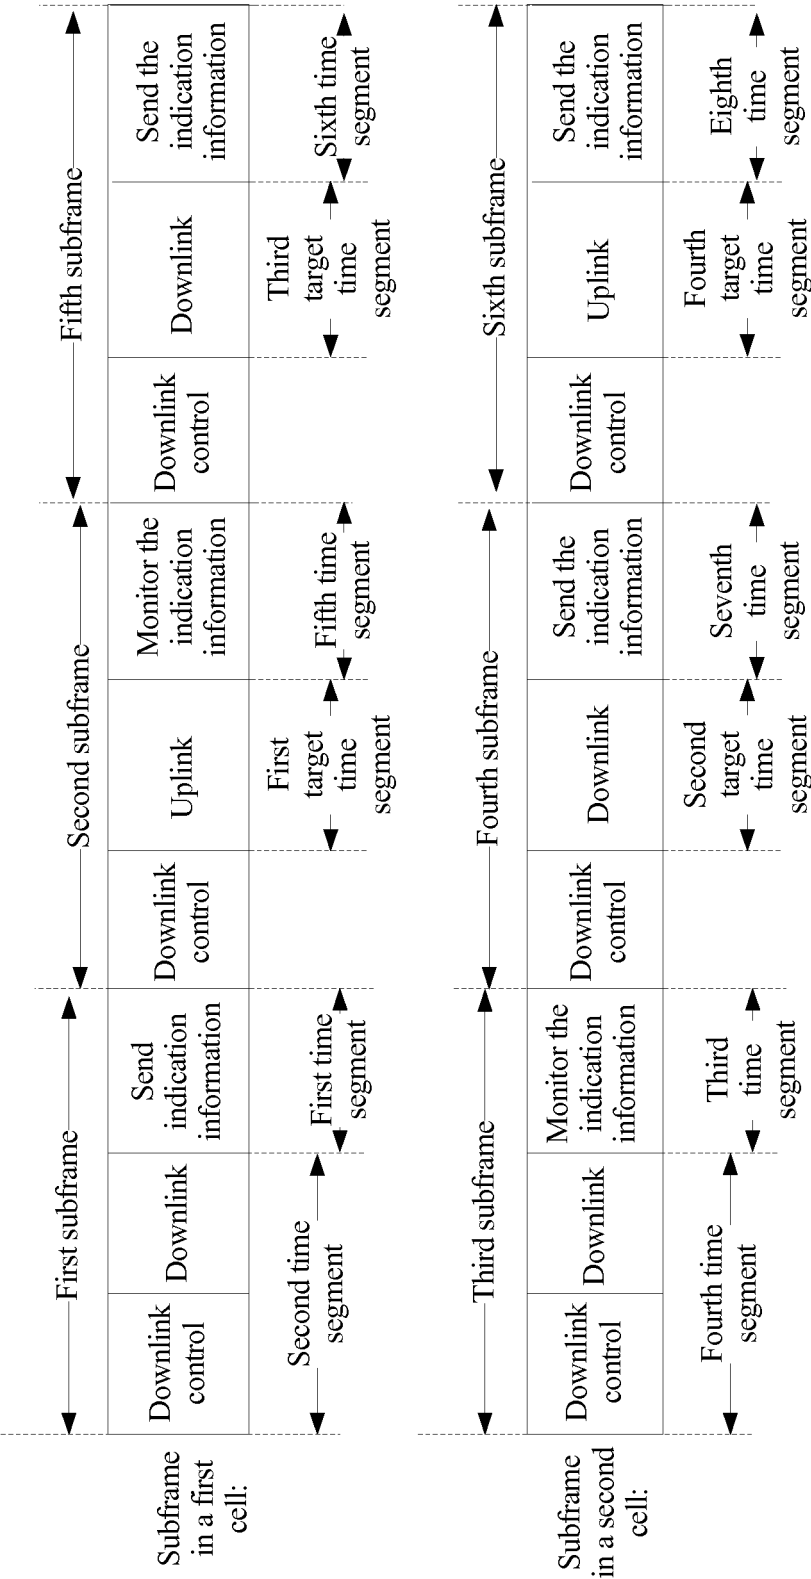 First subframe
Second subframe
Fifth subframe
Subframe
in a first
cell:
Downlink
control
Downlink
Send
indication
information
Downlink
control
Uplink
Monitor the
indication
information
Downlink
control
Downlink
Send the
indication
information
Second time
segment
First time
segment
First
target
time
segment
Fifth time
segment
Third
target
time
segment
Sixth time
segment
Third subframe
Fourth subframe
Sixth subframe
Subframe
in a second
cell:
Downlink
control
Downlink
Monitor the
indication
information
Downlink
control
Downlink
Send the
indication
information
Downlink
control
Uplink
Send the
indication
information
Fourth time
segment
Third
time
segment
Second
target
time
segment
Seventh
time
segment
Fourth
target
time
segment
Eighth
time
segment